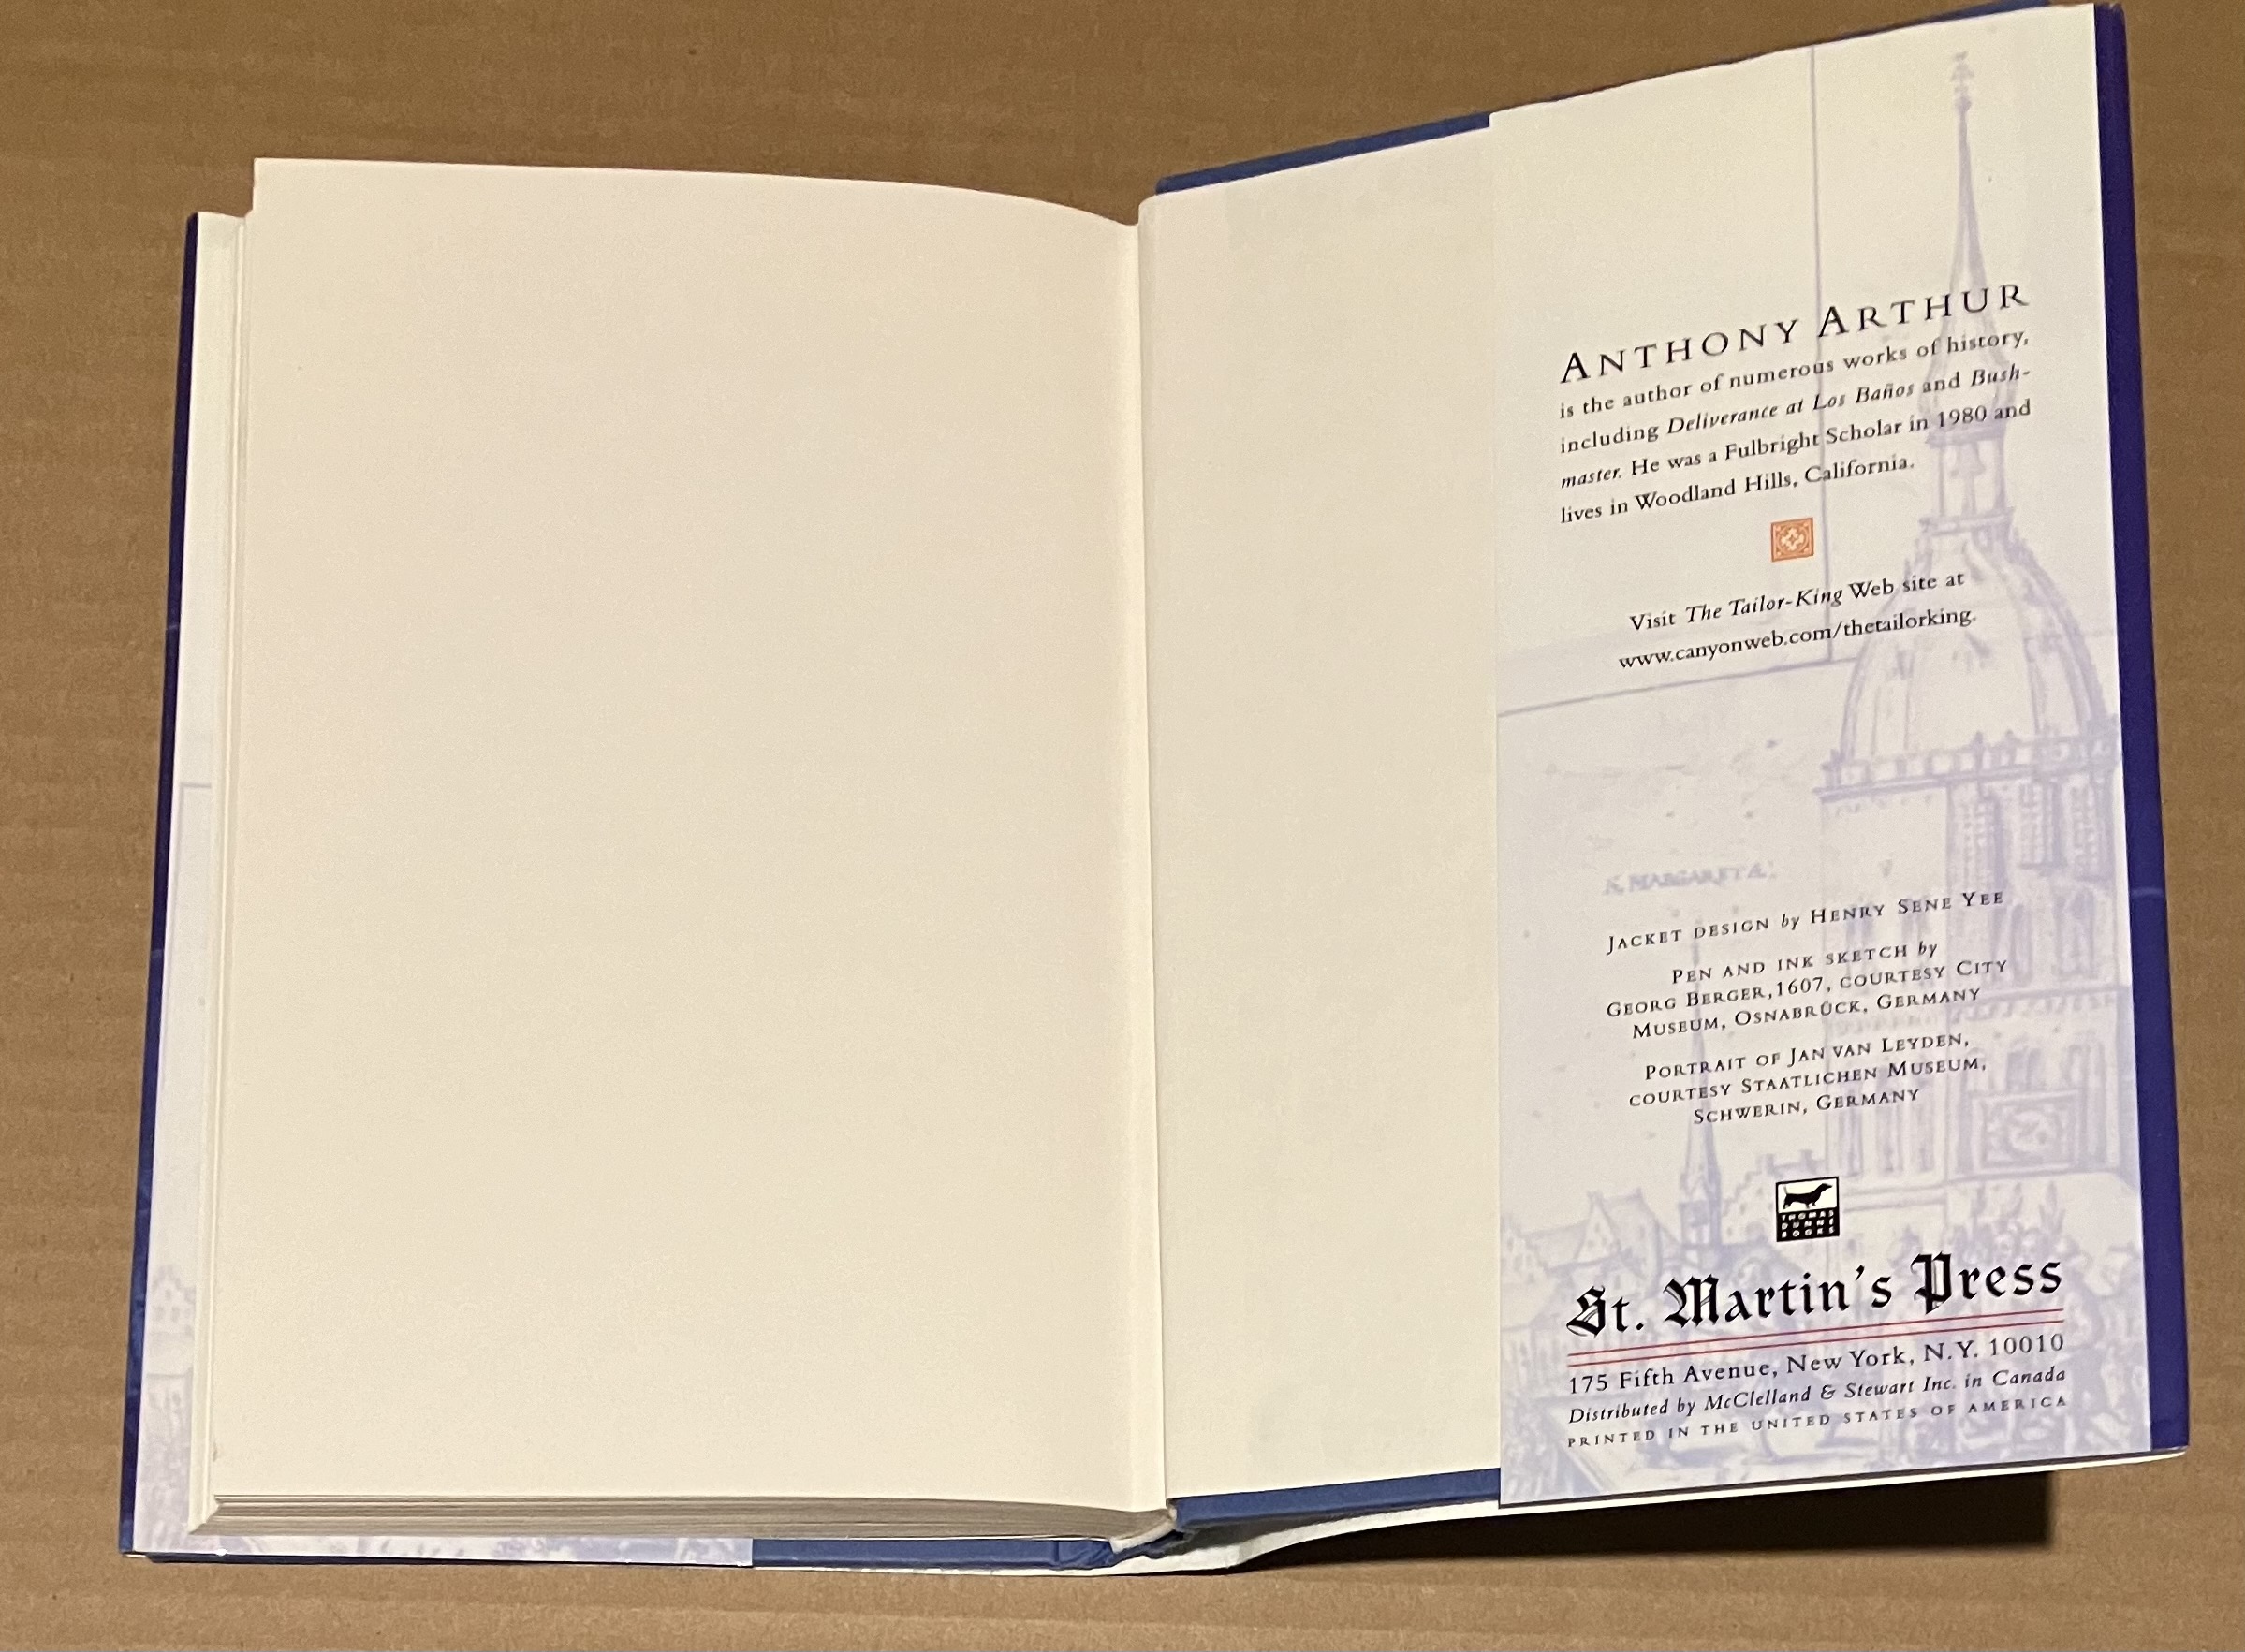 ANTHONY ARTHUR
is the author of numerous works of history,
including Deliverance at Los Baños and Bush-
master. He was a Fulbright Scholar in 1980 and
lives in Woodland Hills, California.
Visit The Tailor-King Web site at
www.canyonweb.com/thetailorking.
S. MARGARETÆ.
JACKET DESIGN by HENRY SENE YEE
PEN AND INK SKETCH by
GEORG BERGER,1607, COURTESY CITY
MUSEUM, OSNABRÜCK, GERMANY
PORTRAIT OF JAN VAN LEYDEN,
COURTESY STAATLICHEN MUSEUM,
SCHWERIN, GERMANY
THOMAS
DUNNE
BOOKS
St. Martin's Press
175 Fifth Avenue, New York, N.Y. 10010
Distributed by McClelland & Stewart Inc. in Canada
PRINTED IN THE UNITED STATES OF AMERICA